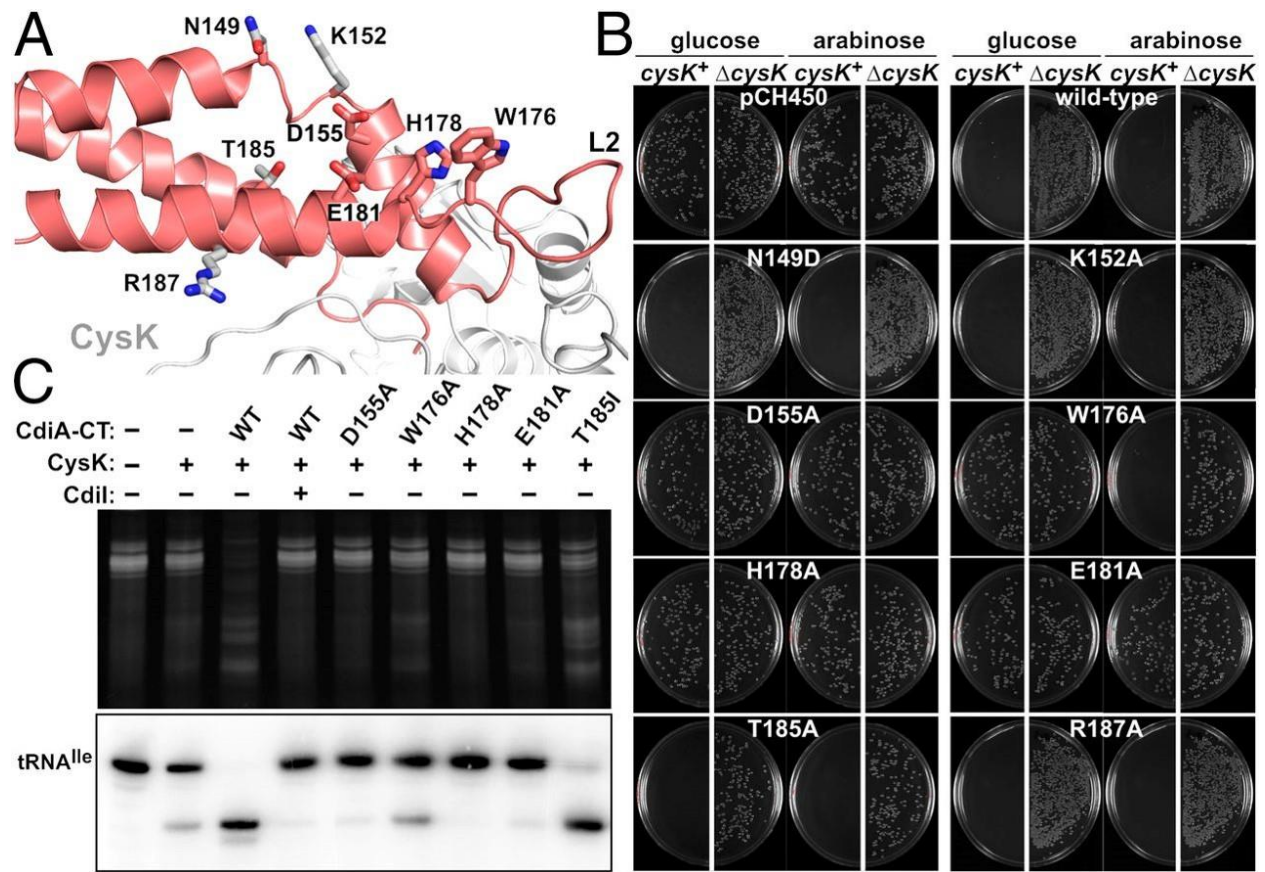 A
N149
K152
D155
H178
W176
T185
L2
E181
R187
CysK
B
glucose arabinose glucose arabinose
cysK+ ΔcysK cysK+ ΔcysK cysK+ ΔcysK cysK+ ΔcysK
pCH450 wild-type
N149D K152A
D155A W176A
H178A E181A
T185A R187A
C
CdiA-CT: – – WT WT D155A W176A H178A E181A T185I
CysK: – + + + + + + + +
CdiI: – – – + – – – – –
tRNAIle